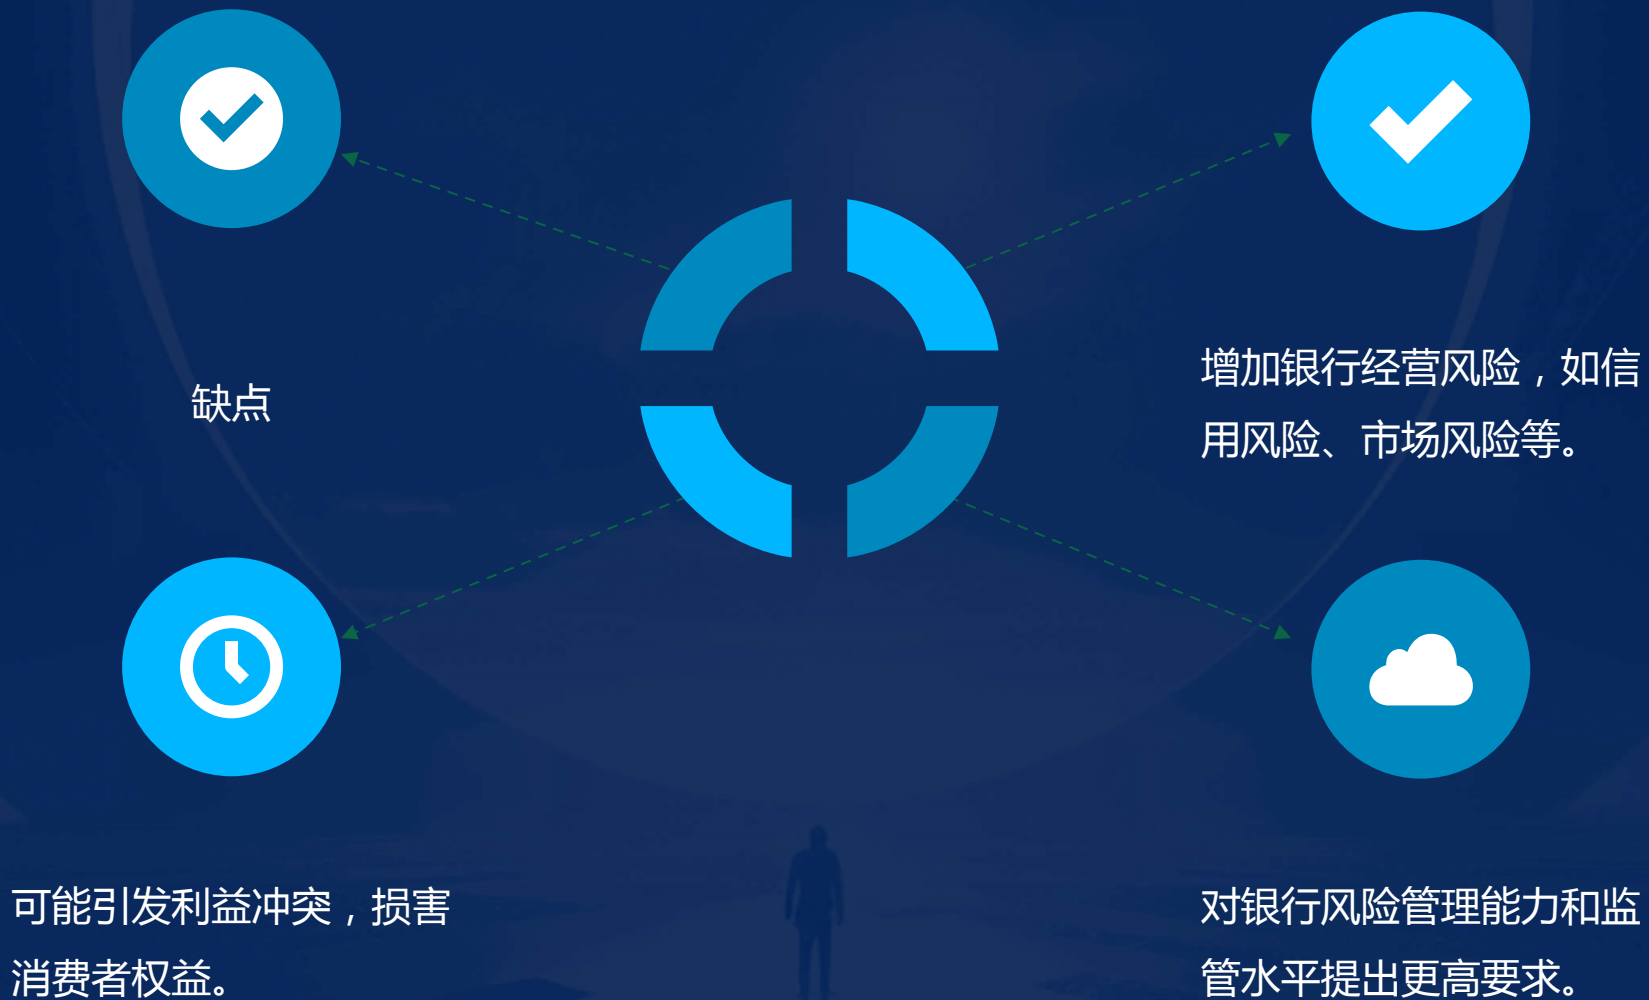 缺点
增加银行经营风险，如信
用风险、市场风险等。
可能引发利益冲突，损害
消费者权益。
对银行风险管理能力和监
管水平提出更高要求。